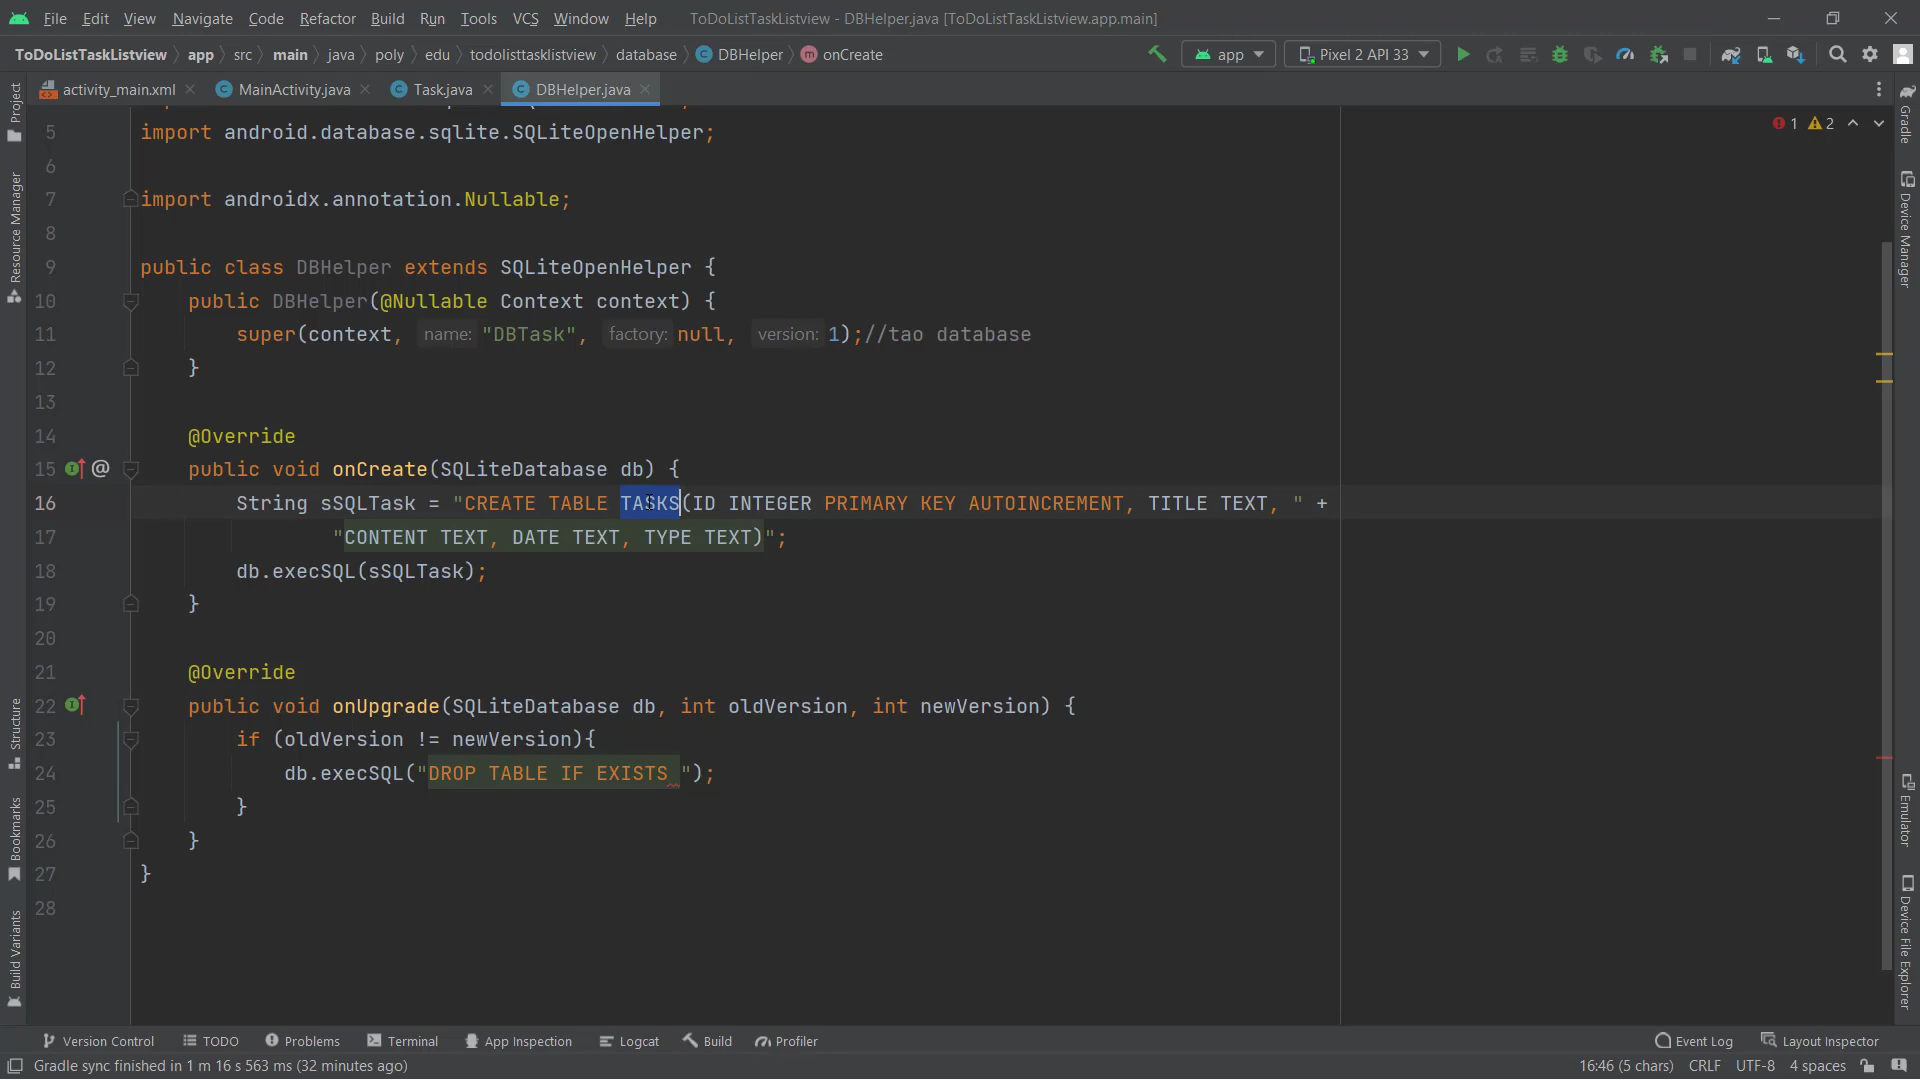 File Edit View Navigate Code Refactor Build Run Tools VCS Window Help ToDoListTaskListview - DBHelper.java [ToDoListTaskListview.app.main]
ToDoListTaskListview app src main java poly edu todolisttasklistview database DBHelper onCreate app Pixel 2 API 33
activity_main.xml MainActivity.java Task.java DBHelper.java
1 2
5 import android.database.sqlite.SQLiteOpenHelper;
6
7 import androidx.annotation.Nullable;
8
9 public class DBHelper extends SQLiteOpenHelper {
10 public DBHelper(@Nullable Context context) {
11 super(context, name: "DBTask", factory: null, version: 1);//tao database
12 }
13
14 @Override
15 @ public void onCreate(SQLiteDatabase db) {
16 String sSQLTask = "CREATE TABLE TASKS(ID INTEGER PRIMARY KEY AUTOINCREMENT, TITLE TEXT, " +
17 "CONTENT TEXT, DATE TEXT, TYPE TEXT)";
18 db.execSQL(sSQLTask);
19 }
20
21 @Override
22 public void onUpgrade(SQLiteDatabase db, int oldVersion, int newVersion) {
23 if (oldVersion != newVersion){
24 db.execSQL("DROP TABLE IF EXISTS ");
25 }
26 }
27 }
28
Project
Resource Manager
Structure
Bookmarks
Build Variants
Gradle
Device Manager
Emulator
Device File Explorer
Version Control TODO Problems Terminal App Inspection Logcat Build Profiler Event Log Layout Inspector
Gradle sync finished in 1 m 16 s 563 ms (32 minutes ago) 16:46 (5 chars) CRLF UTF-8 4 spaces